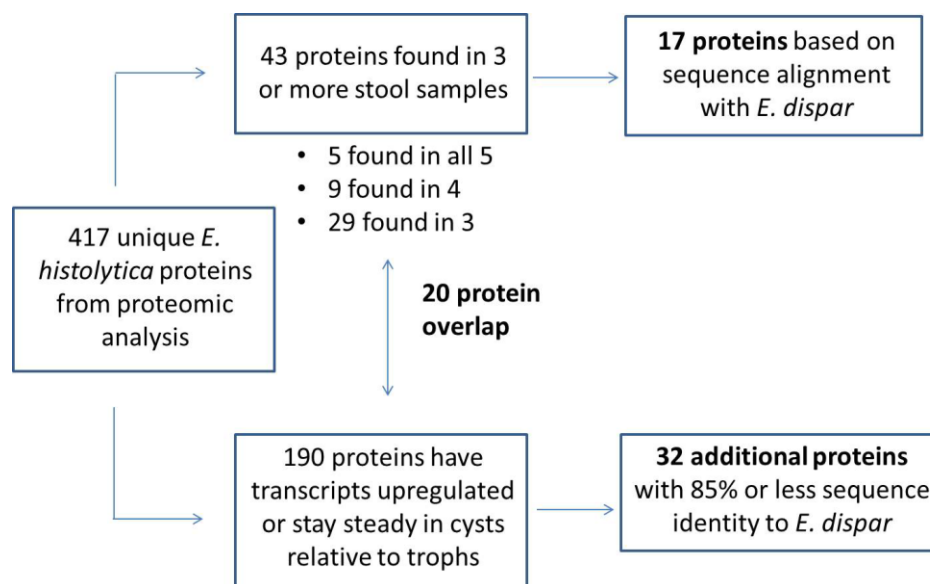 43 proteins found in 3
or more stool samples
17 proteins based on
sequence alignment
with E. dispar
• 5 found in all 5
• 9 found in 4
• 29 found in 3
417 unique E.
histolytica proteins
from proteomic
analysis
20 protein
overlap
190 proteins have
transcripts upregulated
or stay steady in cysts
relative to trophs
32 additional proteins
with 85% or less sequence
identity to E. dispar